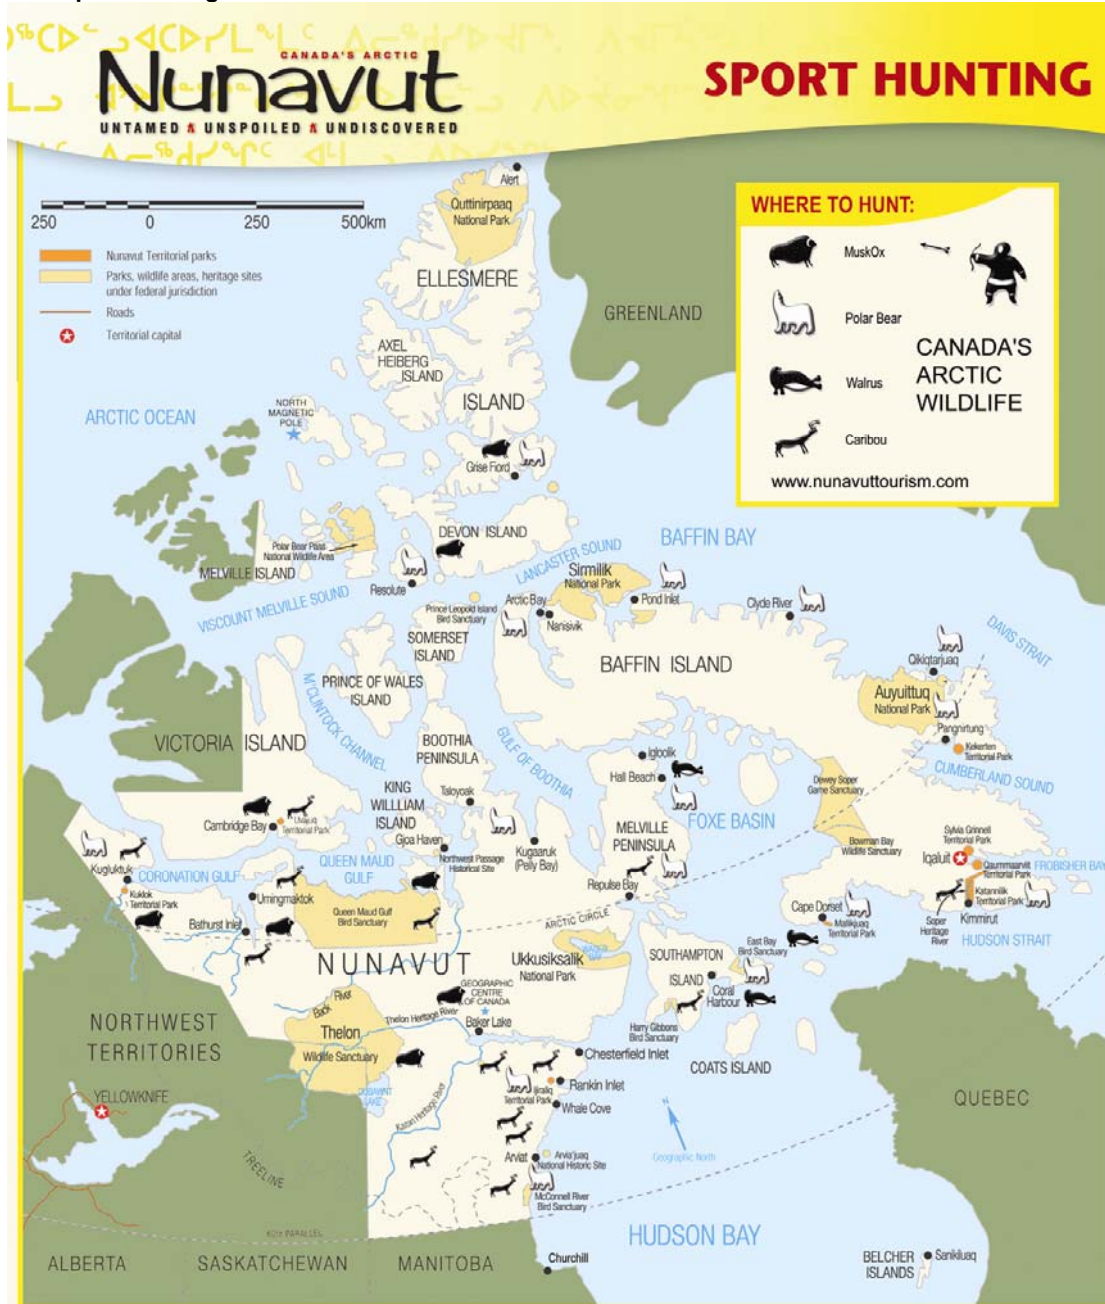 CANADA'S ARCTIC
Nunavut
UNTAMED UNSPOILED UNDISCOVERED
SPORT HUNTING
250 0 250 500km
Nunavut Territorial parks
Parks, wildlife areas, heritage sites
under federal jurisdiction
Roads
Territorial capital
WHERE TO HUNT:
MuskOx
Polar Bear
Walrus
Caribou
CANADA'S
ARCTIC
WILDLIFE
www.nunavuttourism.com
Alert
Quttinirpaaq
National Park
ELLESMERE
GREENLAND
AXEL
HEIBERG
ISLAND
ISLAND
NORTH
MAGNETIC
POLE
ARCTIC OCEAN
Grise Fiord
DEVON ISLAND
BAFFIN BAY
Polar Bear Pass
National Wildlife Area
MELVILLE ISLAND
LANCASTER SOUND
Sirmilik
National Park
Resolute
VISCOUNT MELVILLE SOUND
Prince Leopold Island
Bird Sanctuary
Arctic Bay
Pond Inlet
Clyde River
Nanisivik
SOMERSET
ISLAND
DAVIS STRAIT
BAFFIN ISLAND
Qikiqtarjuaq
PRINCE OF WALES
ISLAND
M'CLINTOCK CHANNEL
Auyuittuq
National Park
Pangnirtung
Kekerten
Territorial Park
VICTORIA ISLAND
BOOTHIA
PENINSULA
GULF OF BOOTHIA
Igloolik
Hall Beach
CUMBERLAND SOUND
Dewey Soper
Game Sanctuary
KING
WILLLIAM
ISLAND
Taloyoak
Cambridge Bay
Territorial Park
FOXE BASIN
MELVILLE
PENINSULA
Gjoa Haven
Kugaaruk
(Pelly Bay)
Sylvia Grinnell
Territorial Park
Bowman Bay
Wildlife Sanctuary
Iqaluit
Qaummaarviit
Territorial Park
FROBISHER BAY
Kugluktuk
CORONATION GULF
QUEEN MAUD
GULF
Northwest Passage
Historical Site
Kuklok
Territorial Park
Umingmaktok
Repulse Bay
Katannilik
Territorial Park
Kimmirut
Soper
Heritage
River
HUDSON STRAIT
Bathurst Inlet
Queen Maud Gulf
Bird Sanctuary
ARCTIC CIRCLE
Cape Dorset
Mallikjuaq
Territorial Park
East Bay
Bird Sanctuary
NUNAVUT
Ukkusiksalik
National Park
WAGER
BAY
SOUTHAMPTON
ISLAND
Coral
Harbour
GEOGRAPHIC
CENTRE
OF CANADA
Back River
Thelon Heritage River
Baker Lake
Harry Gibbons
Bird Sanctuary
NORTHWEST
TERRITORIES
Thelon
Wildlife Sanctuary
Chesterfield Inlet
COATS ISLAND
DUBAWNT
LAKE
Kazan Heritage River
Rankin Inlet
Ijiraliq
Territorial Park
Whale Cove
YELLOWKNIFE
QUEBEC
N
Geographic North
Arviat
Arvia'juaq
National Historic Site
TREELINE
McConnell River
Bird Sanctuary
60th PARALLEL
HUDSON BAY
ALBERTA
SASKATCHEWAN
MANITOBA
Churchill
BELCHER
ISLANDS
Sanikiluaq